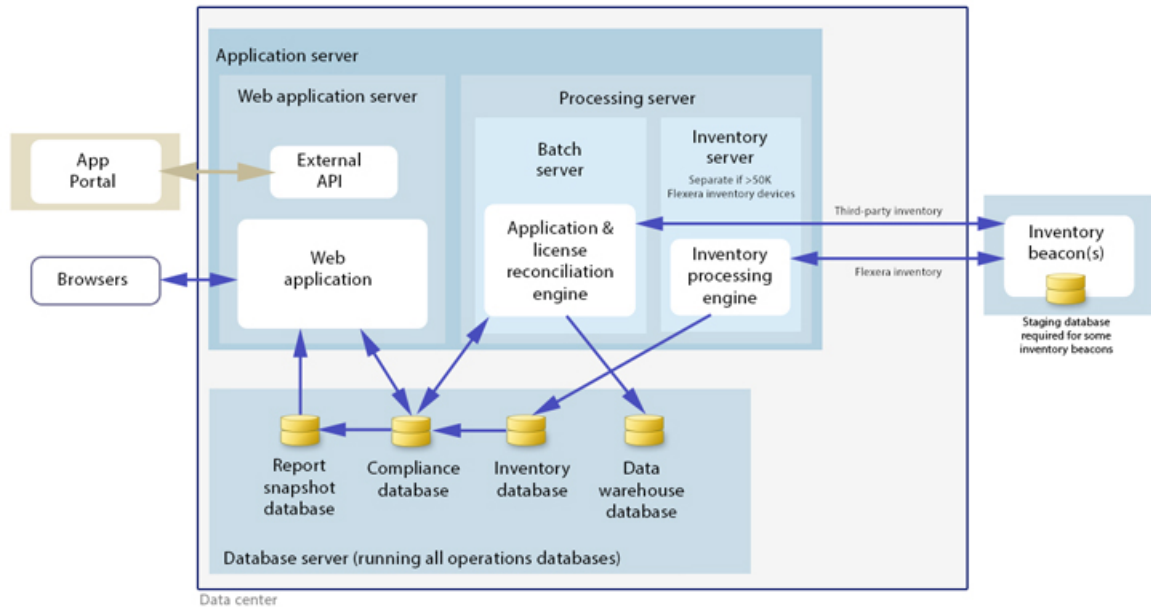 Application server
Web application server
Processing server
App
Portal
External
API
Batch
server
Inventory
server
Separate if >50K
Flexera inventory devices
Third-party inventory
Browsers
Web
application
Application &
license
reconciliation
engine
Inventory
processing
engine
Flexera inventory
Inventory
beacon(s)
Staging database
required for some
inventory beacons
Report
snapshot
database
Compliance
database
Inventory
database
Data
warehouse
database
Database server (running all operations databases)
Data center